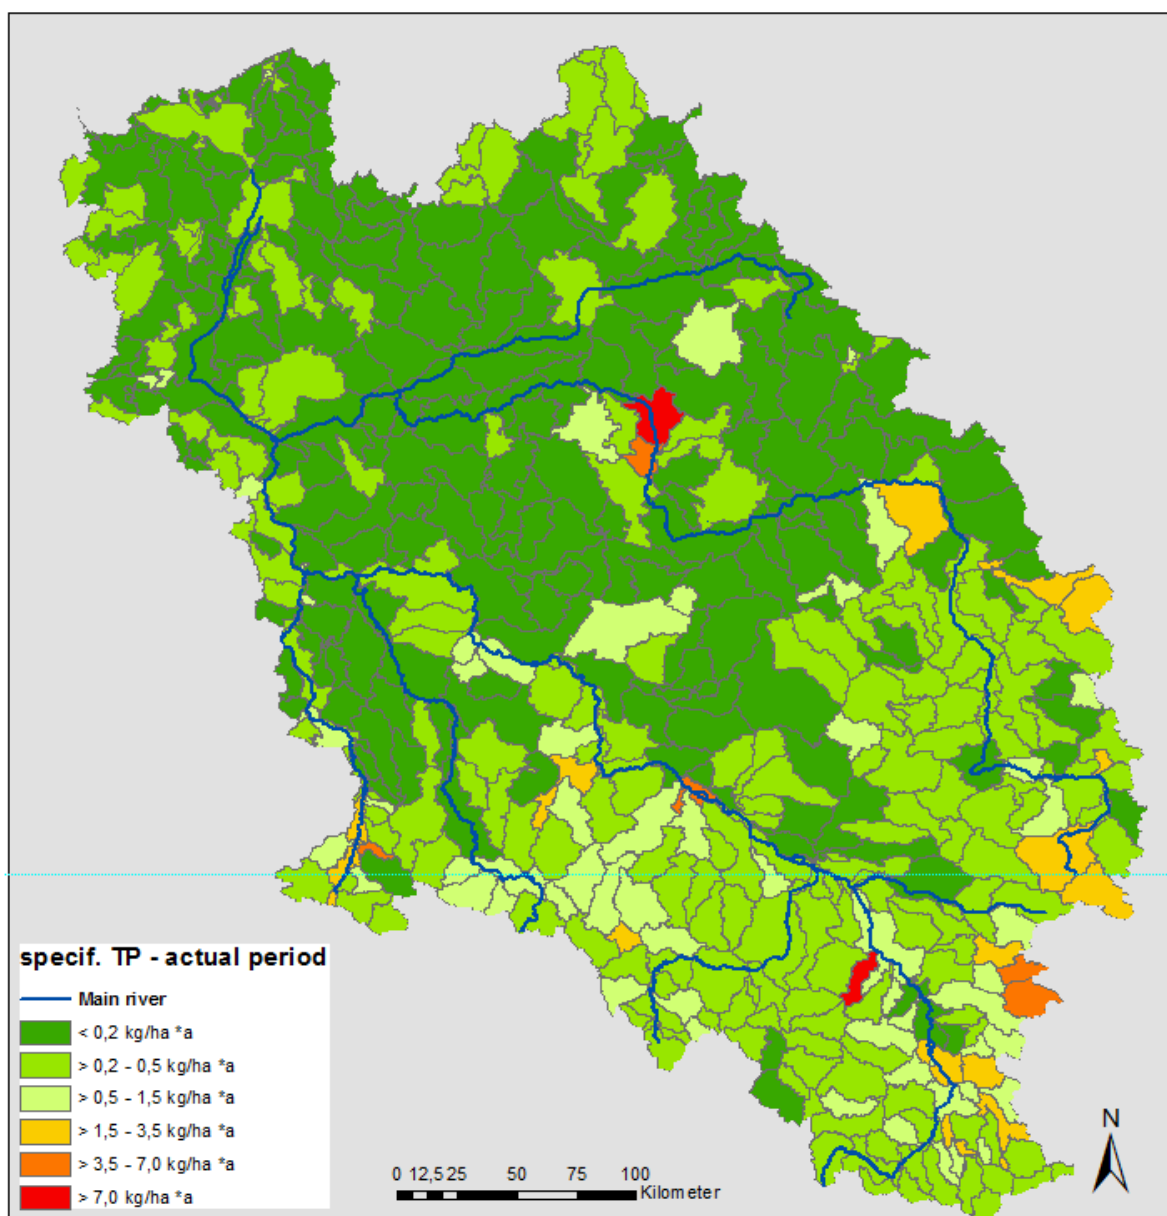 specif. TP - actual period
Main river
< 0,2 kg/ha *a
> 0,2 - 0,5 kg/ha *a
> 0,5 - 1,5 kg/ha *a
> 1,5 - 3,5 kg/ha *a
> 3,5 - 7,0 kg/ha *a
> 7,0 kg/ha *a
0 12,525 50 75 100
Kilometer
N